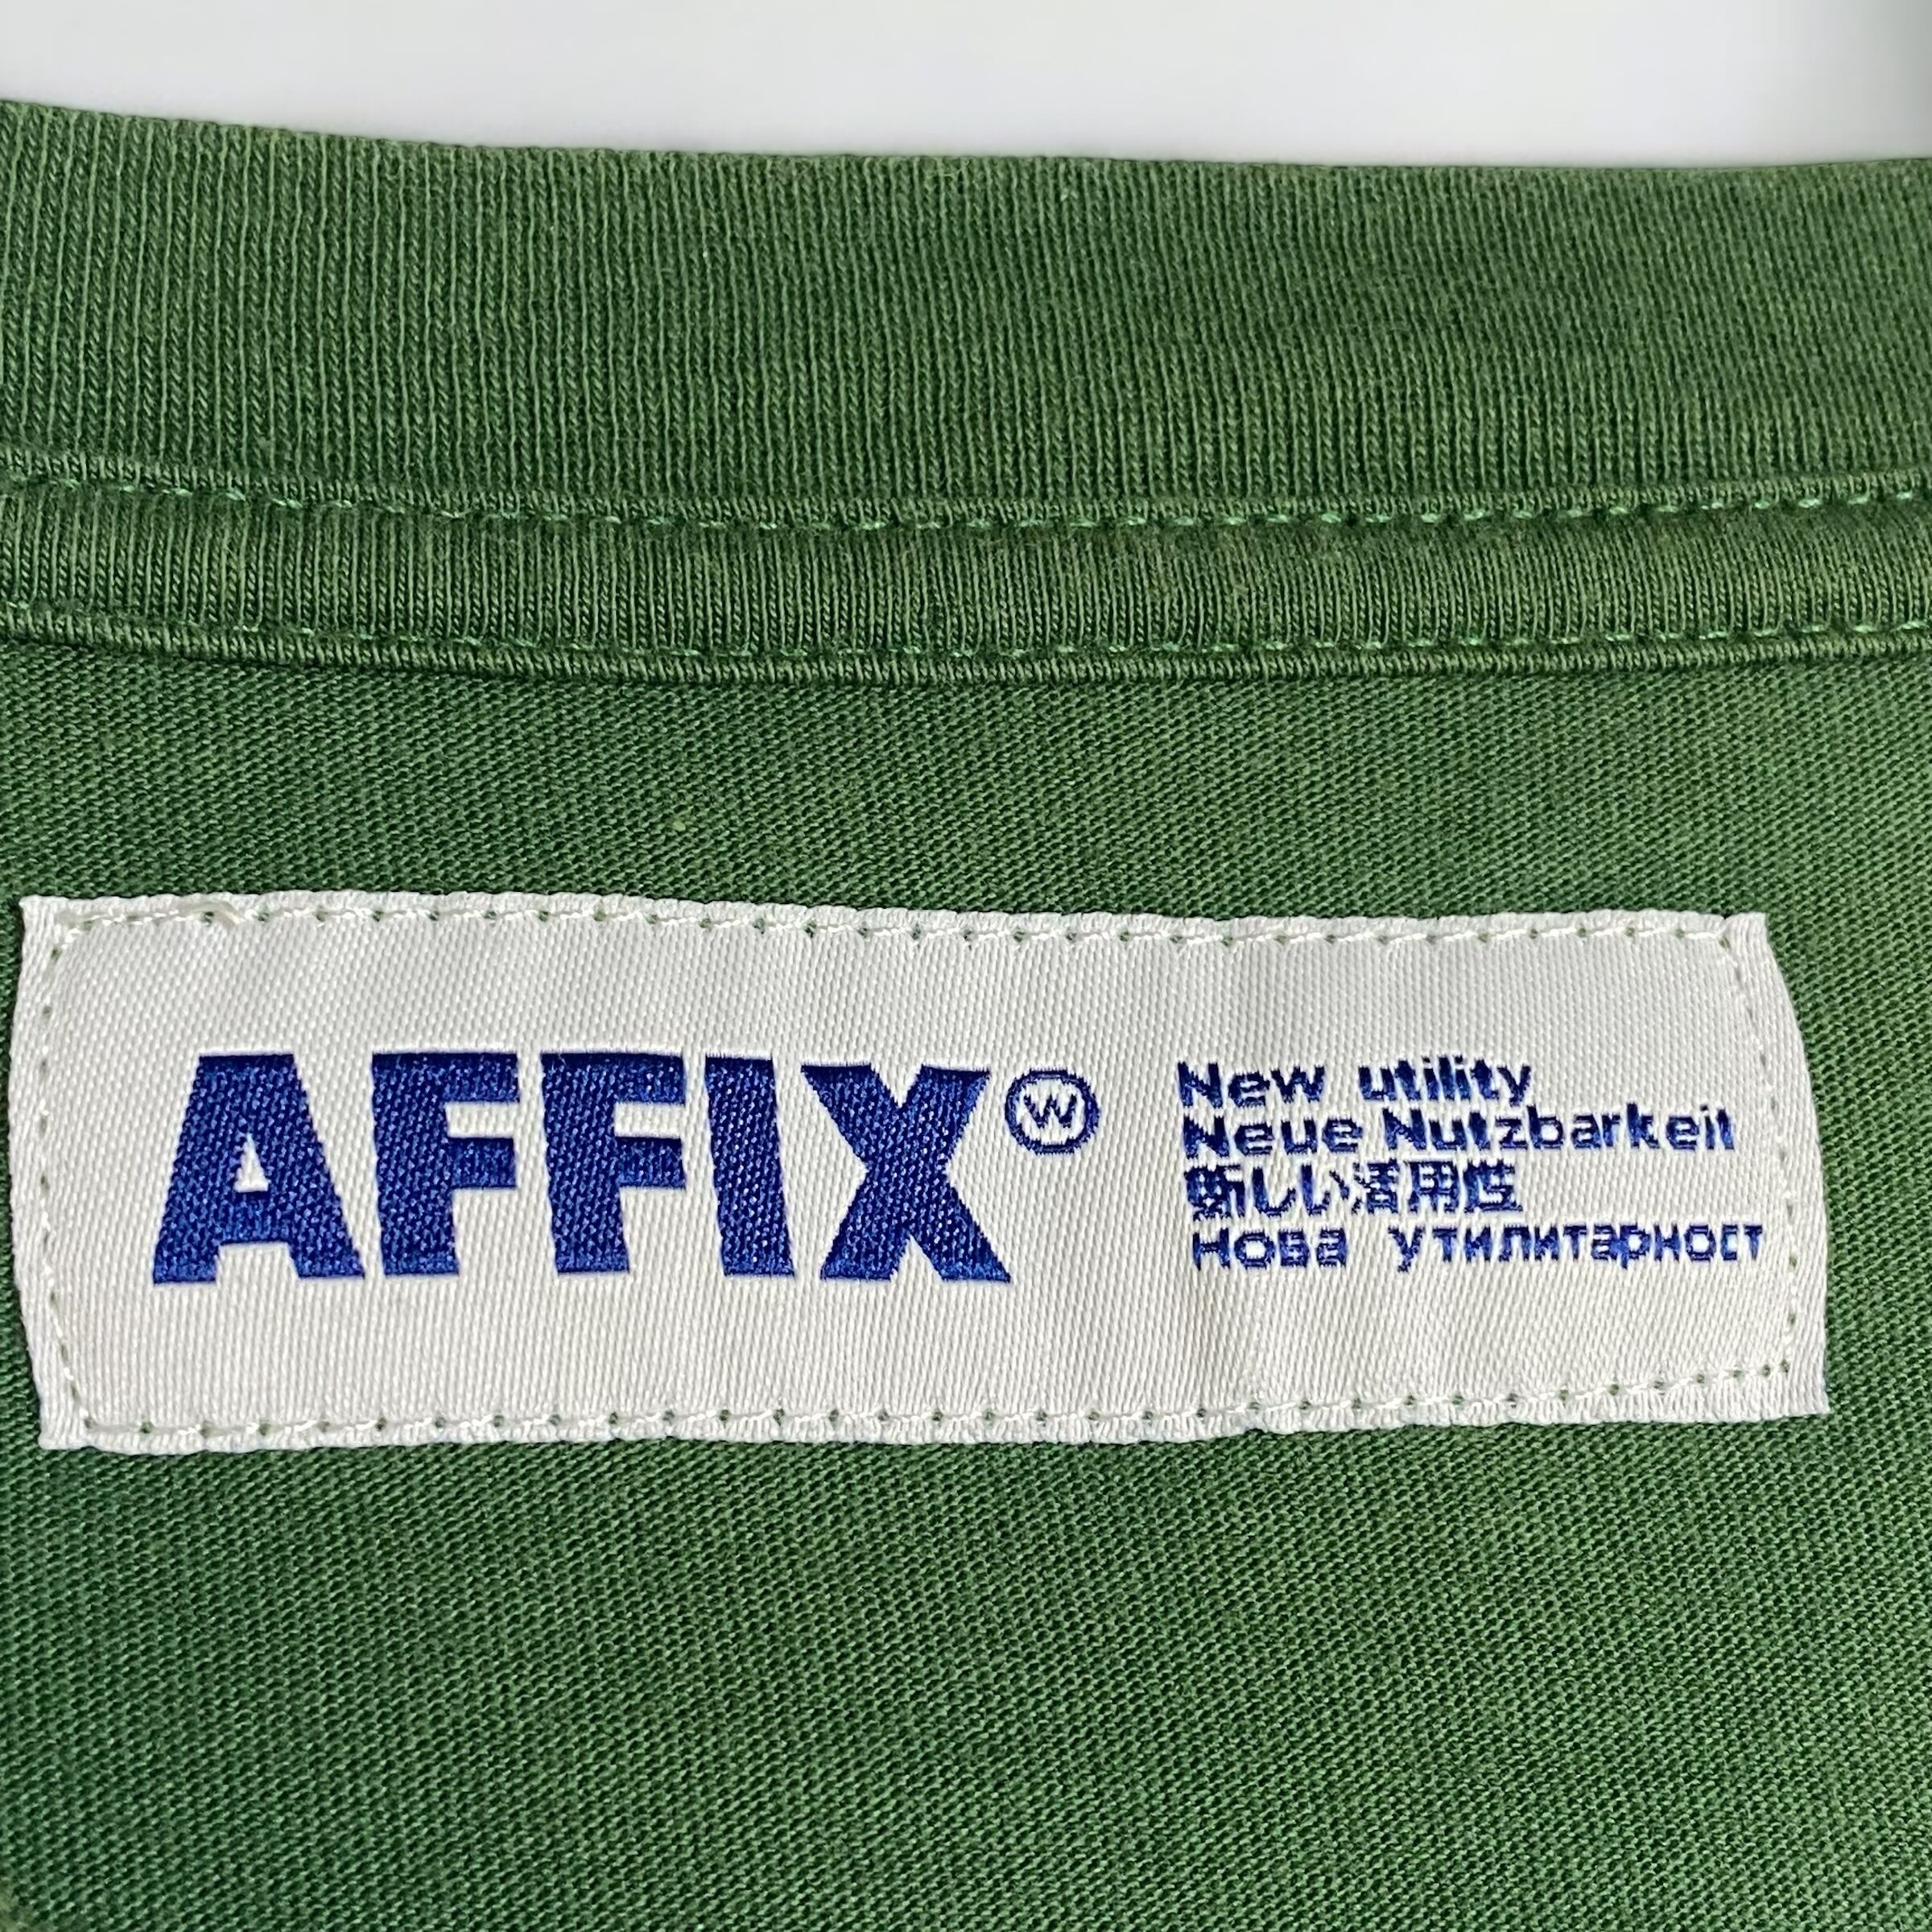 AFFIX Ⓦ
New utility
Neue Nutzbarkeit
新しい活用性
нова утилитарност